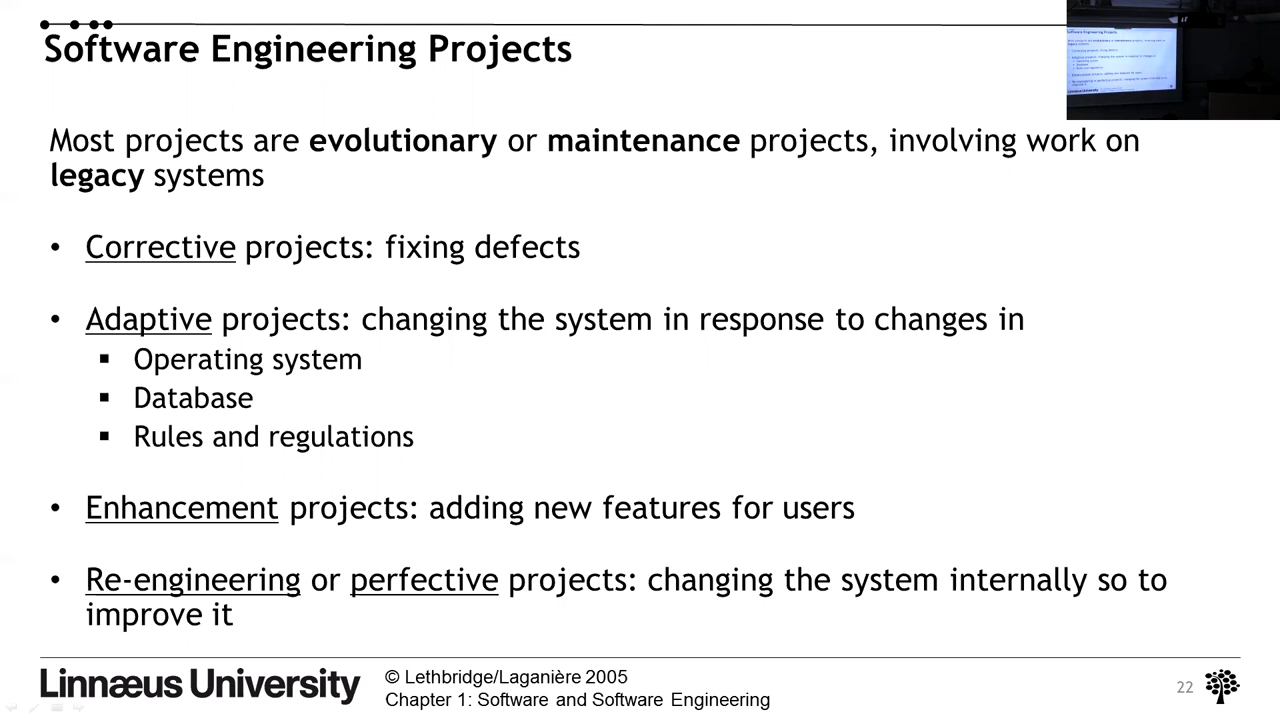 Software Engineering Projects
Most projects are evolutionary or maintenance projects, involving work on
legacy systems
• Corrective projects: fixing defects
• Adaptive projects: changing the system in response to changes in
▪ Operating system
▪ Database
▪ Rules and regulations
• Enhancement projects: adding new features for users
• Re-engineering or perfective projects: changing the system internally so to
improve it
Linnæus University
© Lethbridge/Laganière 2005
Chapter 1: Software and Software Engineering
22